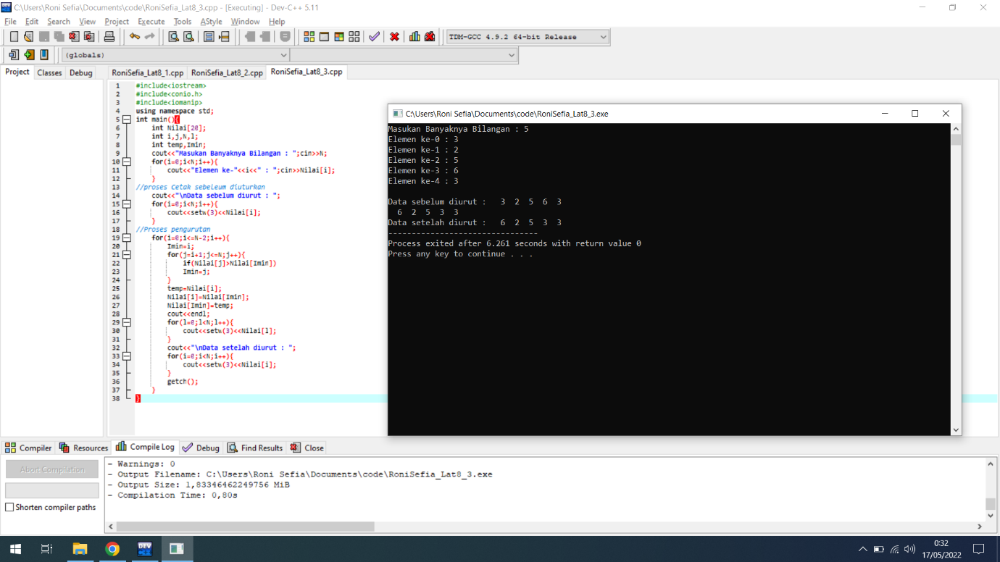 C:\Users\Roni Sefia\Documents\code\RoniSefia_Lat8_3.cpp - [Executing] - Dev-C++ 5.11
File Edit Search View Project Execute Tools AStyle Window Help
TDM-GCC 4.9.2 64-bit Release
(globals)
Project Classes Debug
RoniSefia_Lat8_1.cpp RoniSefia_Lat8_2.cpp RoniSefia_Lat8_3.cpp
1 #include<iostream>
2 #include<conio.h>
3 #include<iomanip>
4 using namespace std;
5 int main(){
6 int Nilai[20];
7 int i,j,N,l;
8 int temp,Imin;
9 cout<<"Masukan Banyaknya Bilangan : ";cin>>N;
10 for(i=0;i<N;i++){
11 cout<<"Elemen ke-"<<i<<" : ";cin>>Nilai[i];
12 }
13 //proses Cetak sebeleum diuturkan
14 cout<<"\nData sebelum diurut : ";
15 for(i=0;i<N;i++){
16 cout<<setw(3)<<Nilai[i];
17 }
18 //Proses pengurutan
19 for(i=0;i<=N-2;i++){
20 Imin=i;
21 for(j=i+1;j<=N;j++){
22 if(Nilai[j]>Nilai[Imin])
23 Imin=j;
24 }
25 temp=Nilai[i];
26 Nilai[i]=Nilai[Imin];
27 Nilai[Imin]=temp;
28 cout<<endl;
29 for(l=0;l<N;l++){
30 cout<<setw(3)<<Nilai[l];
31 }
32 cout<<"\nData setelah diurut : ";
33 for(i=0;i<N;i++){
34 cout<<setw(3)<<Nilai[i];
35 }
36 getch();
37 }
38 }
C:\Users\Roni Sefia\Documents\code\RoniSefia_Lat8_3.exe
Masukan Banyaknya Bilangan : 5
Elemen ke-0 : 3
Elemen ke-1 : 2
Elemen ke-2 : 5
Elemen ke-3 : 6
Elemen ke-4 : 3
Data sebelum diurut :   3  2  5  6  3
  6  2  5  3  3
Data setelah diurut :   6  2  5  3  3
--------------------------------
Process exited after 6.261 seconds with return value 0
Press any key to continue . . .
Compiler Resources Compile Log Debug Find Results Close
Abort Compilation
Shorten compiler paths
- Warnings: 0
- Output Filename: C:\Users\Roni Sefia\Documents\code\RoniSefia_Lat8_3.exe
- Output Size: 1,83346462249756 MiB
- Compilation Time: 0,80s
DEV
0:32
17/05/2022